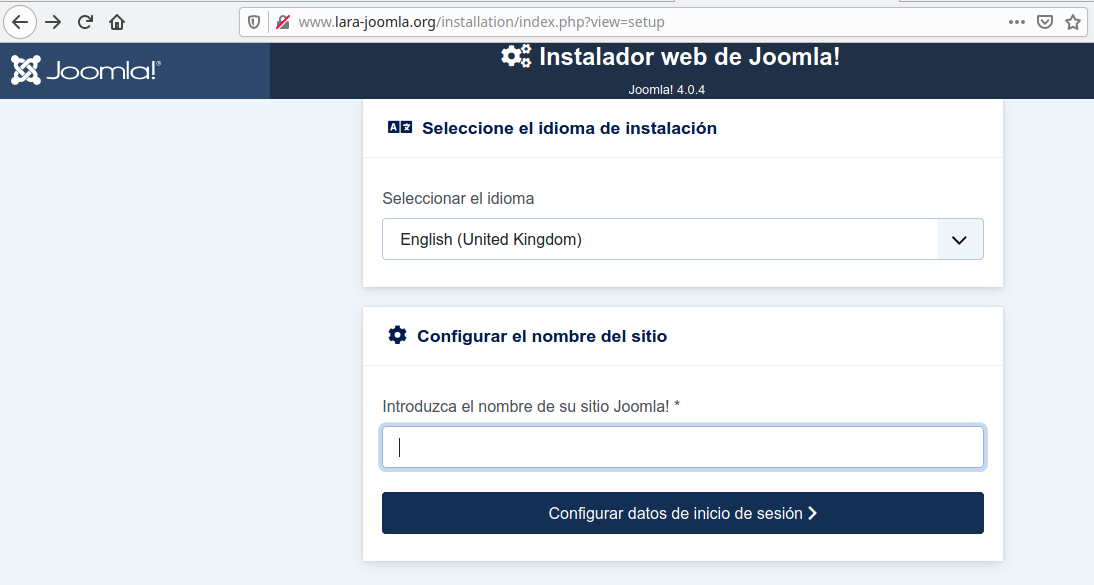 www.lara-joomla.org/installation/index.php?view=setup
Joomla!®
Instalador web de Joomla!
Joomla! 4.0.4
Seleccione el idioma de instalación
Seleccionar el idioma
English (United Kingdom)
Configurar el nombre del sitio
Introduzca el nombre de su sitio Joomla! *
Configurar datos de inicio de sesión